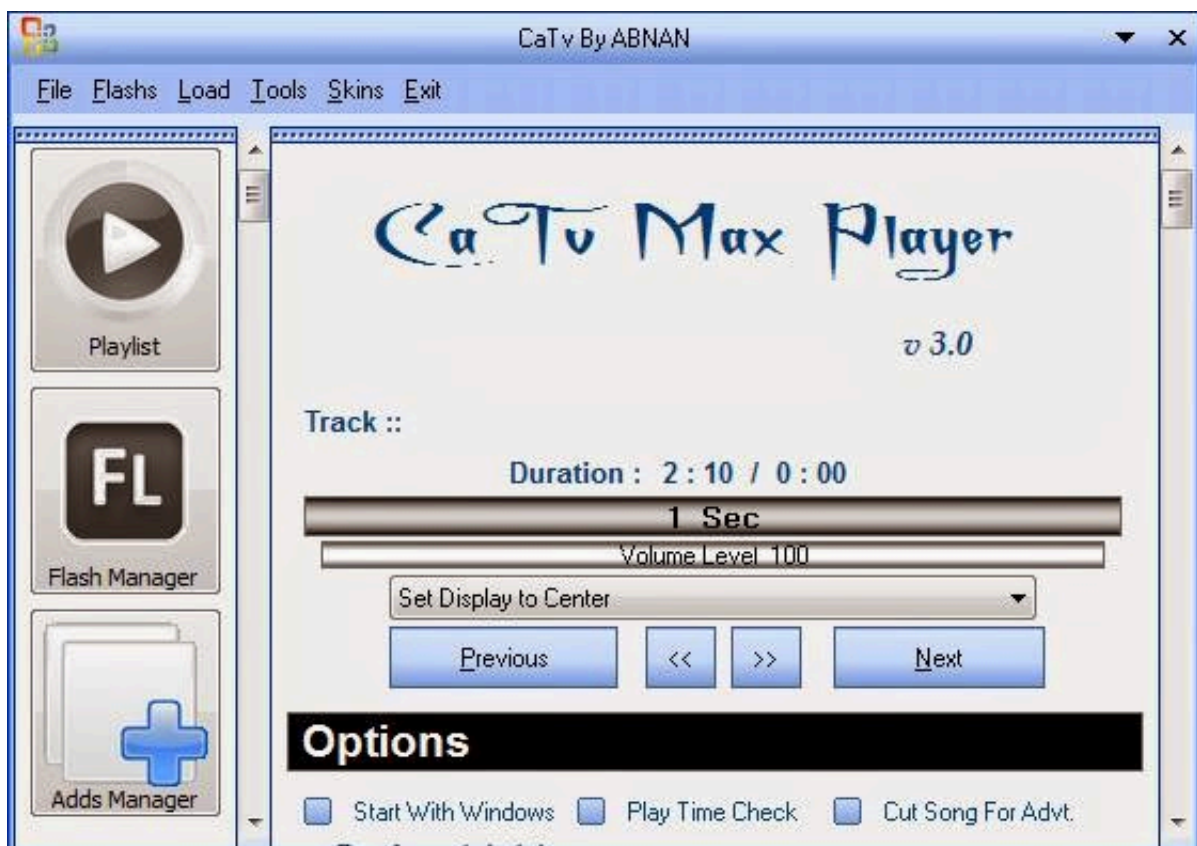 CaTv By ABNAN
File Flashs Load Tools Skins Exit
Playlist
FL
Flash Manager
Adds Manager
CaTv Max Player
v 3.0
Track ::
Duration : 2 : 10 / 0 : 00
1 Sec
Volume Level 100
Set Display to Center
Previous << >> Next
Options
Start With Windows Play Time Check Cut Song For Advt.